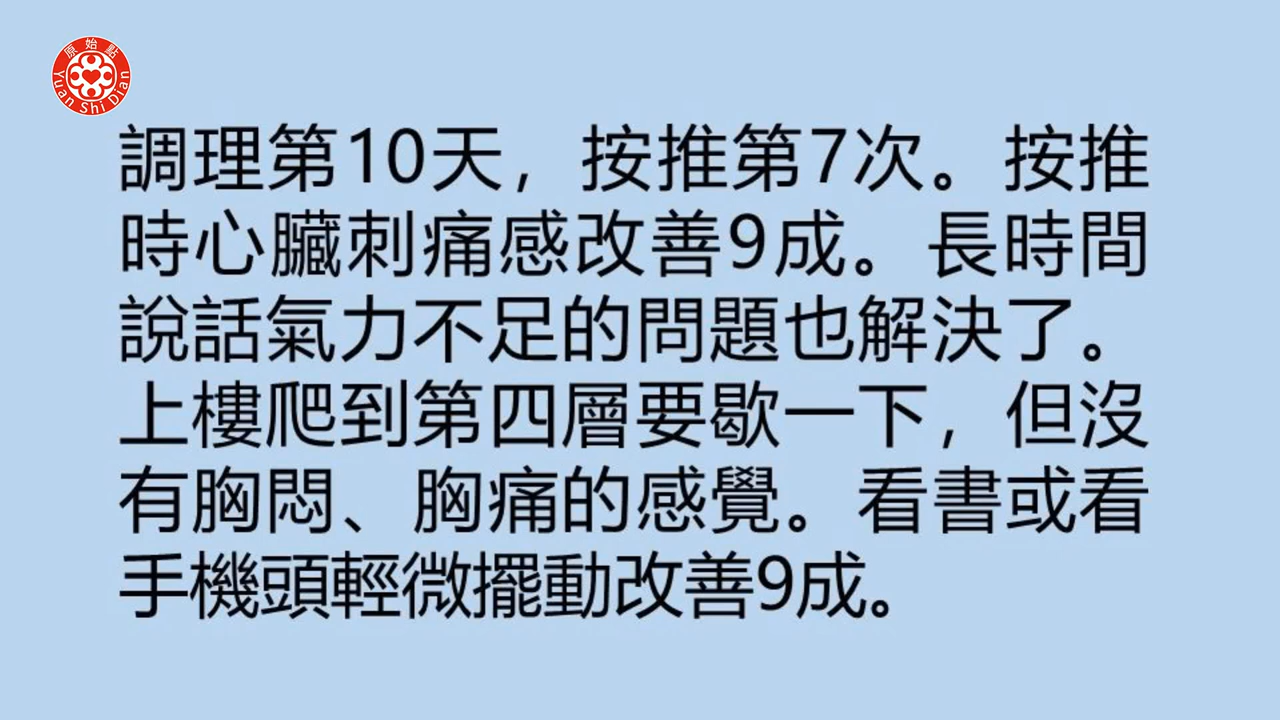 原始點
Yuan Shi Dian
調理第10天，按推第7次。按推
時心臟刺痛感改善9成。長時間
說話氣力不足的問題也解決了。
上樓爬到第四層要歇一下，但沒
有胸悶、胸痛的感覺。看書或看
手機頭輕微擺動改善9成。